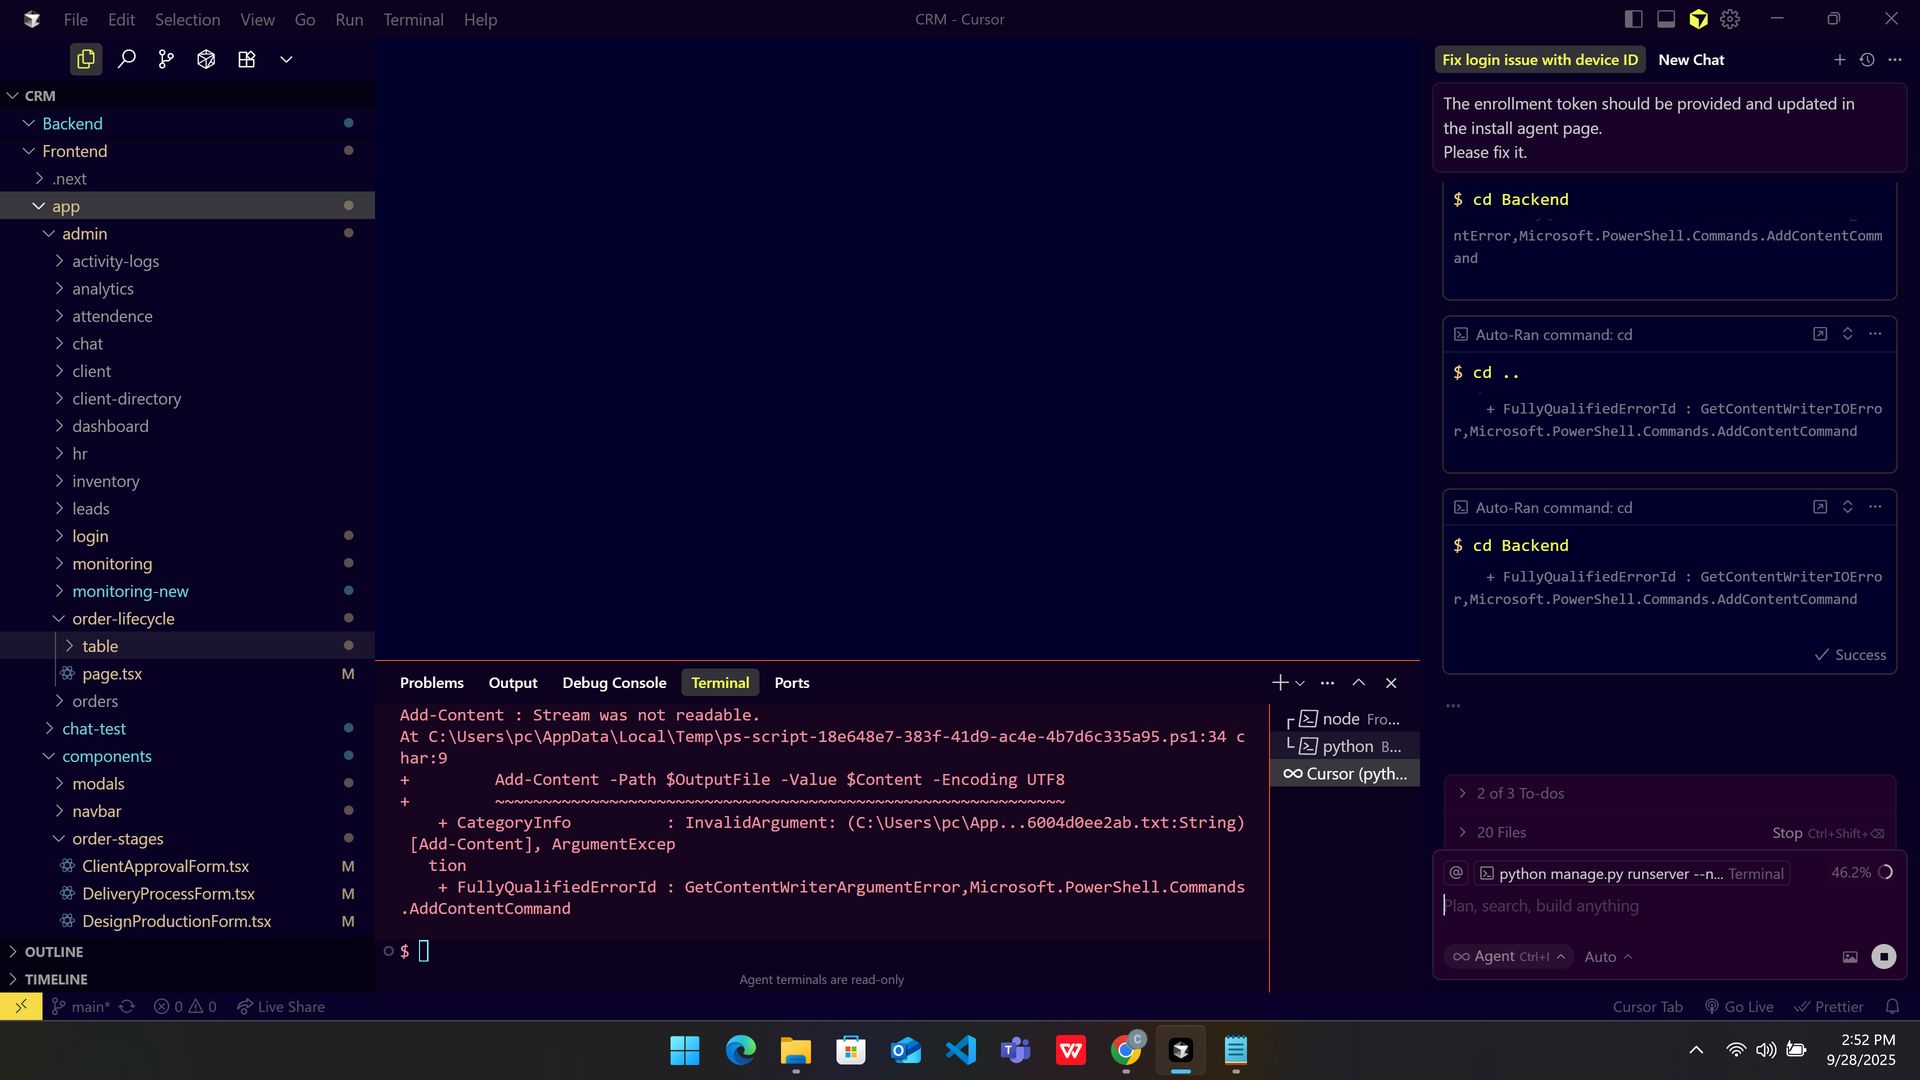 File Edit Selection View Go Run Terminal Help
CRM - Cursor
CRM
Backend
Frontend
.next
app
admin
activity-logs
analytics
attendence
chat
client
client-directory
dashboard
hr
inventory
leads
login
monitoring
monitoring-new
order-lifecycle
table
page.tsx M
orders
chat-test
components
modals
navbar
order-stages
ClientApprovalForm.tsx M
DeliveryProcessForm.tsx M
DesignProductionForm.tsx M
OUTLINE
TIMELINE
Problems Output Debug Console Terminal Ports
Add-Content : Stream was not readable.
At C:\Users\pc\AppData\Local\Temp\ps-script-18e648e7-383f-41d9-ac4e-4b7d6c335a95.ps1:34 c
har:9
+         Add-Content -Path $OutputFile -Value $Content -Encoding UTF8
+         ~~~~~~~~~~~~~~~~~~~~~~~~~~~~~~~~~~~~~~~~~~~~~~~~~~~~~~~~~~~~
    + CategoryInfo          : InvalidArgument: (C:\Users\pc\App...6004d0ee2ab.txt:String)
 [Add-Content], ArgumentExcep
   tion
    + FullyQualifiedErrorId : GetContentWriterArgumentError,Microsoft.PowerShell.Commands
.AddContentCommand
$
Agent terminals are read-only
node Fro...
python B...
Cursor (pyth...
Fix login issue with device ID New Chat
The enrollment token should be provided and updated in
the install agent page.
Please fix it.
$ cd Backend
ntError,Microsoft.PowerShell.Commands.AddContentComm
and
Auto-Ran command: cd
$ cd ..
+ FullyQualifiedErrorId : GetContentWriterIOErro
r,Microsoft.PowerShell.Commands.AddContentCommand
Auto-Ran command: cd
$ cd Backend
+ FullyQualifiedErrorId : GetContentWriterIOErro
r,Microsoft.PowerShell.Commands.AddContentCommand
Success
2 of 3 To-dos
20 Files Stop Ctrl+Shift+⌫
@ python manage.py runserver --n... Terminal 46.2%
Plan, search, build anything
Agent Ctrl+I Auto
main* 0 0 Live Share
Cursor Tab Go Live Prettier
2:52 PM
9/28/2025